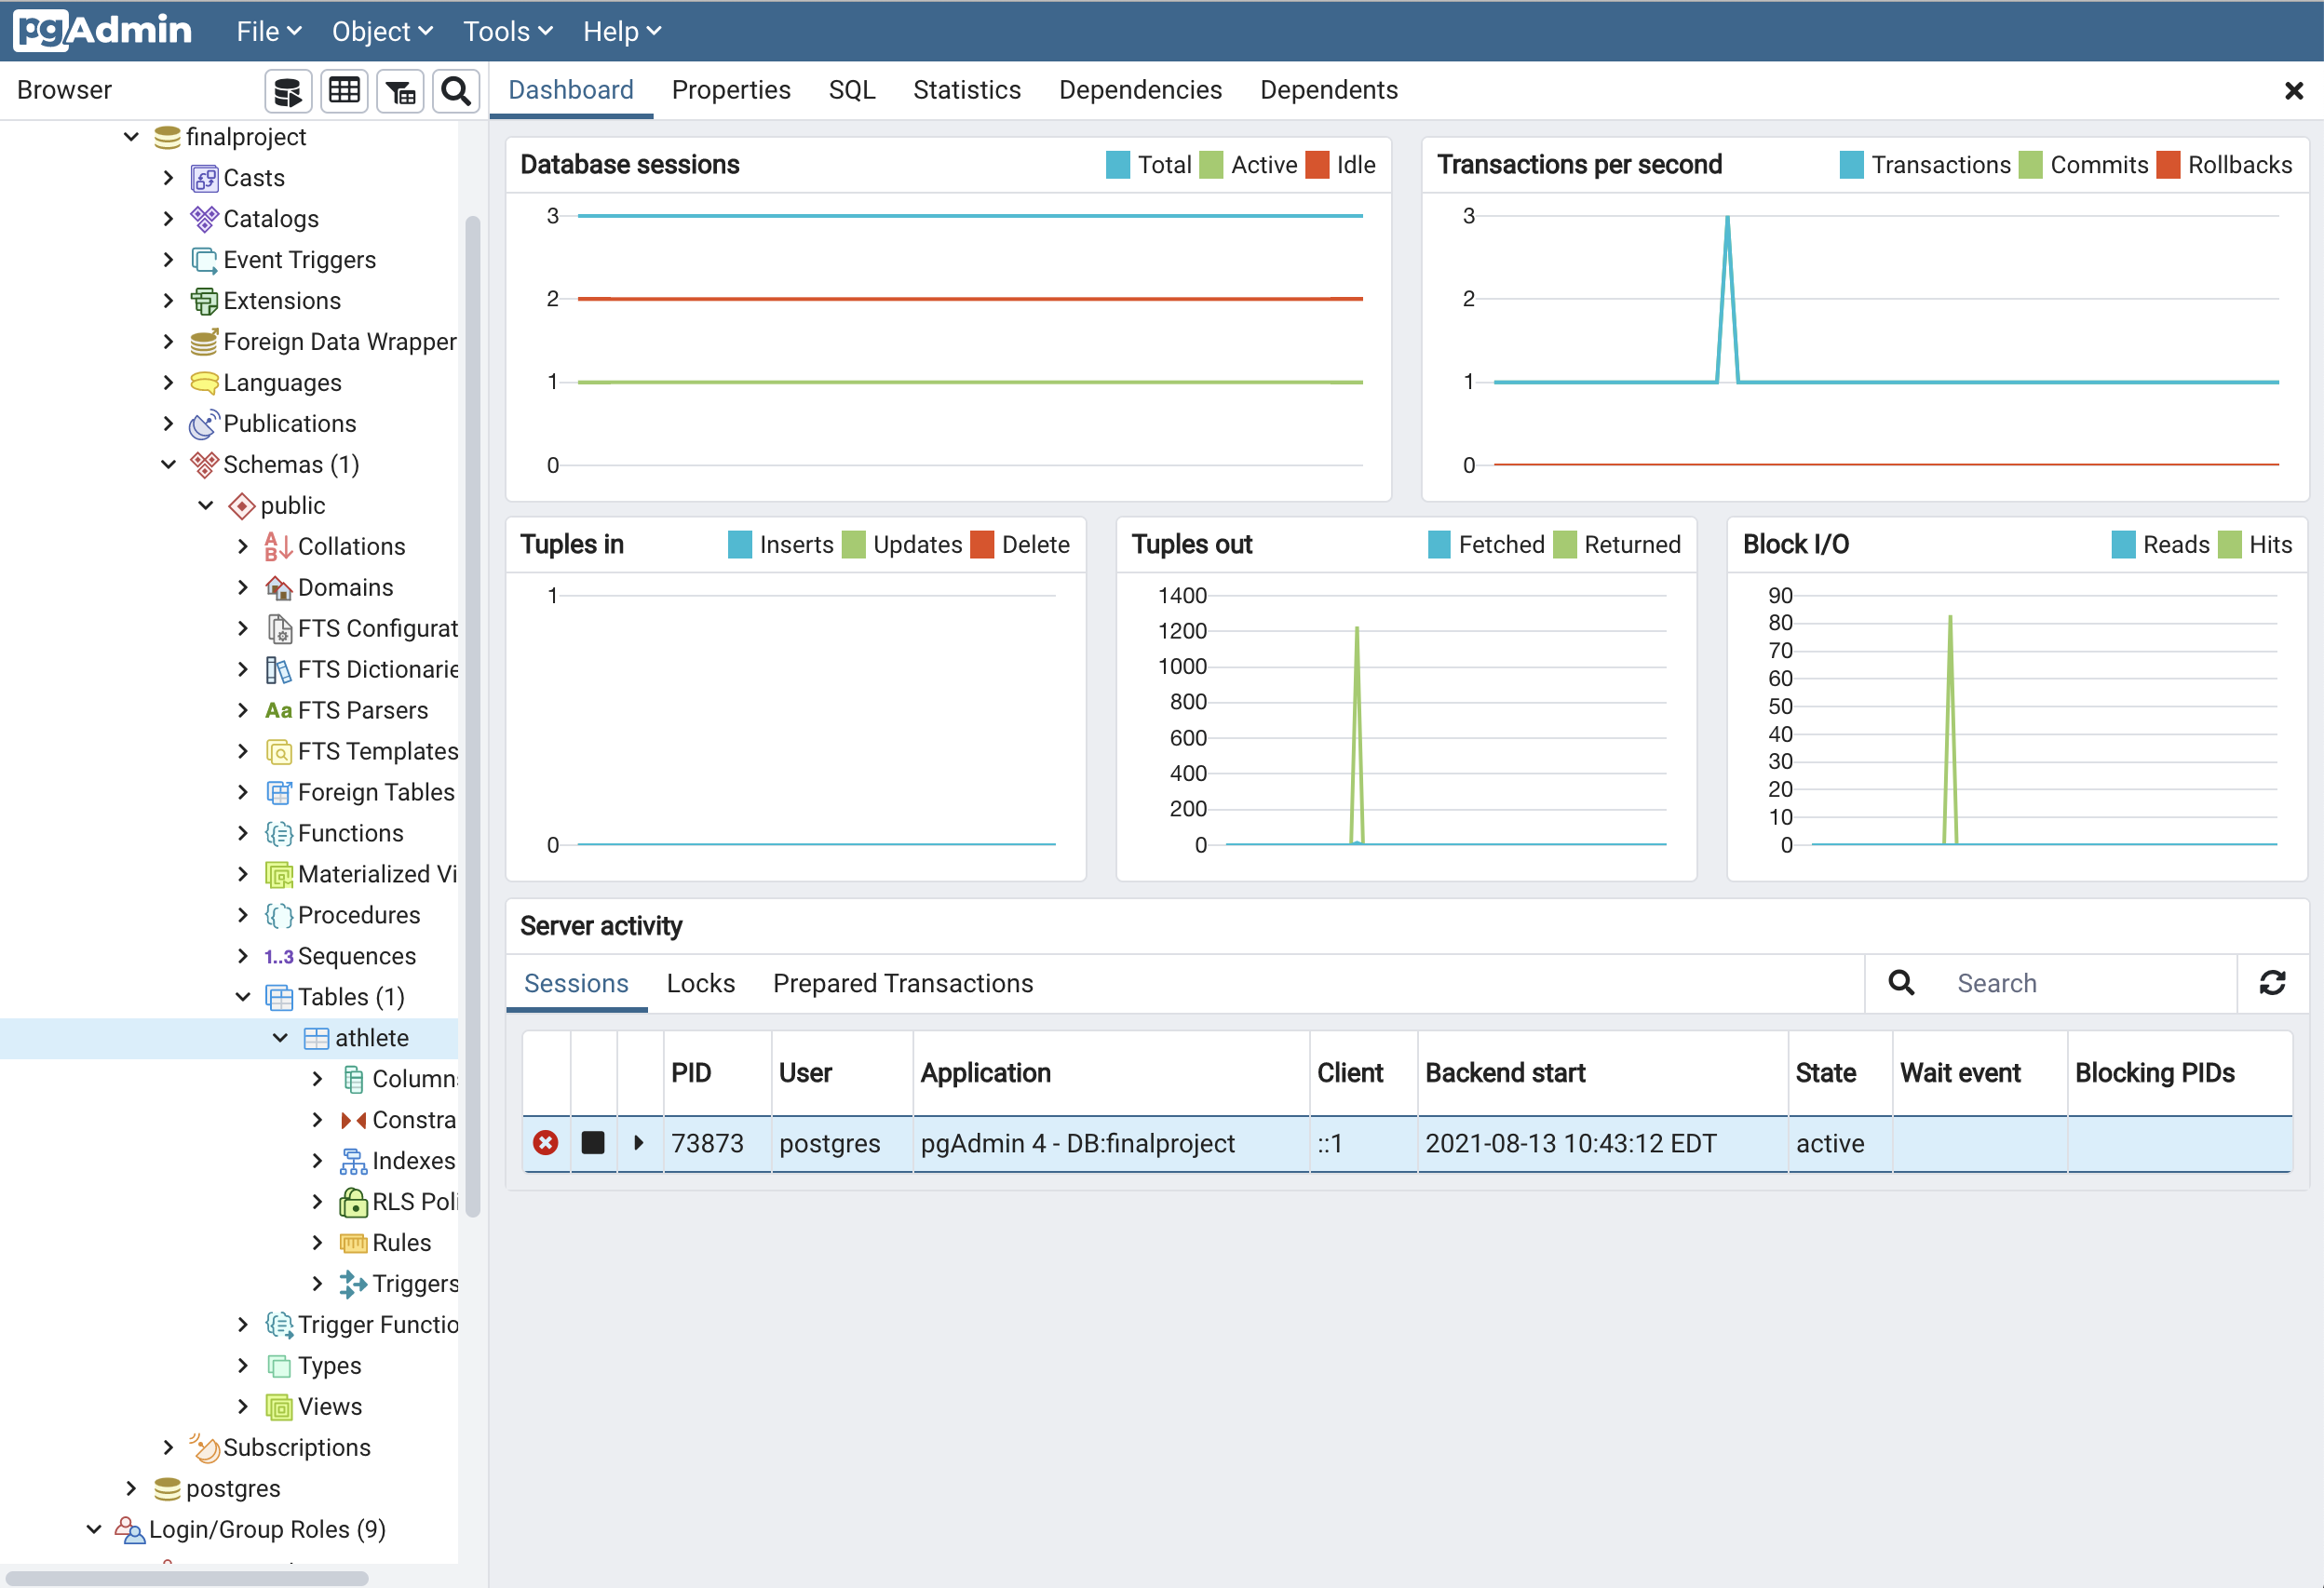 pgAdmin File Object Tools Help
Browser
Dashboard Properties SQL Statistics Dependencies Dependents
finalproject
Casts
Catalogs
Event Triggers
Extensions
Foreign Data Wrapper
Languages
Publications
Schemas (1)
public
Collations
Domains
FTS Configurat
FTS Dictionarie
Aa FTS Parsers
FTS Templates
Foreign Tables
Functions
Materialized Vi
Procedures
1..3 Sequences
Tables (1)
athlete
Column
Constra
Indexes
RLS Poli
Rules
Triggers
Trigger Functio
Types
Views
Subscriptions
postgres
Login/Group Roles (9)
Database sessions Total Active Idle
3
2
1
0
Transactions per second Transactions Commits Rollbacks
3
2
1
0
Tuples in Inserts Updates Delete
1
0
Tuples out Fetched Returned
1400
1200
1000
800
600
400
200
0
Block I/O Reads Hits
90
80
70
60
50
40
30
20
10
0
Server activity
Sessions Locks Prepared Transactions Search
PID User Application Client Backend start State Wait event Blocking PIDs
73873 postgres pgAdmin 4 - DB:finalproject ::1 2021-08-13 10:43:12 EDT active